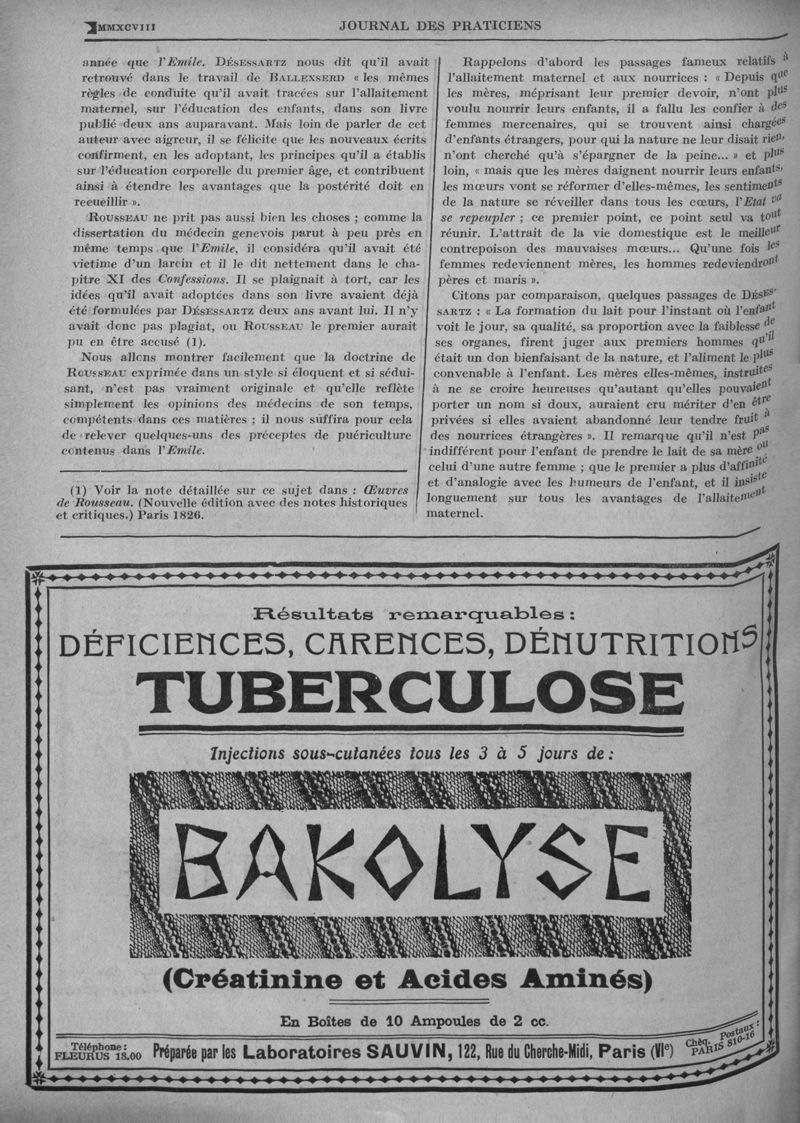 MMXCVIII
JOURNAL DES PRATICIENS
année que l'Emile. DÉSESSARTZ nous dit qu'il avait
retrouvé dans le travail de BALLEXSERD « les mêmes
règles de conduite qu'il avait tracées sur l'allaitement
maternel, sur l'éducation des enfants, dans son livre
publié deux ans auparavant. Mais loin de parler de cet
auteur avec aigreur, il se félicite que les nouveaux écrits
confirment, en les adoptant, les principes qu'il a établis
sur l'éducation corporelle du premier âge, et contribuent
ainsi à étendre les avantages que la postérité doit en
recueillir ».
ROUSSEAU ne prit pas aussi bien les choses ; comme la
dissertation du médecin genevois parut à peu près en
même temps que l'Emile, il considéra qu'il avait été
victime d'un larcin et il le dit nettement dans le cha-
pitre XI des Confessions. Il se plaignait à tort, car les
idées qu'il avait adoptées dans son livre avaient déjà
été formulées par DÉSESSARTZ deux ans avant lui. Il n'y
avait donc pas plagiat, ou ROUSSEAU le premier aurait
pu en être accusé (1).
Nous allons montrer facilement que la doctrine de
ROUSSEAU exprimée dans un style si éloquent et si sédui-
sant, n'est pas vraiment originale et qu'elle reflète
simplement les opinions des médecins de son temps,
compétents dans ces matières ; il nous suffira pour cela
de relever quelques-uns des préceptes de puériculture
contenus dans l'Emile.
(1) Voir la note détaillée sur ce sujet dans : Œuvres
de Rousseau. (Nouvelle édition avec des notes historiques
et critiques.) Paris 1826.
Rappelons d'abord les passages fameux relatifs à
l'allaitement maternel et aux nourrices : « Depuis que
les mères, méprisant leur premier devoir, n'ont plus
voulu nourrir leurs enfants, il a fallu les confier à des
femmes mercenaires, qui se trouvent ainsi chargées
d'enfants étrangers, pour qui la nature ne leur disait rien,
n'ont cherché qu'à s'épargner de la peine... » et plus
loin, « mais que les mères daignent nourrir leurs enfants,
les mœurs vont se réformer d'elles-mêmes, les sentiments
de la nature se réveiller dans tous les cœurs, l'Etat va
se repeupler ; ce premier point, ce point seul va tout
réunir. L'attrait de la vie domestique est le meilleur
contrepoison des mauvaises mœurs... Qu'une fois les
femmes redeviennent mères, les hommes redeviendront
pères et maris ».
Citons par comparaison, quelques passages de DÉSES-
SARTZ : « La formation du lait pour l'instant où l'enfant
voit le jour, sa qualité, sa proportion avec la faiblesse de
ses organes, firent juger aux premiers hommes qu'il
était un don bienfaisant de la nature, et l'aliment le plus
convenable à l'enfant. Les mères elles-mêmes, instruites
à ne se croire heureuses qu'autant qu'elles pouvaient
porter un nom si doux, auraient cru mériter d'en être
privées si elles avaient abandonné leur tendre fruit à
des nourrices étrangères ». Il remarque qu'il n'est pas
indifférent pour l'enfant de prendre le lait de sa mère ou
celui d'une autre femme ; que le premier a plus d'affinité
et d'analogie avec les humeurs de l'enfant, et il insiste
longuement sur tous les avantages de l'allaitement
maternel.
Résultats remarquables :
DÉFICIENCES, CARENCES, DÉNUTRITIONS
TUBERCULOSE
Injections sous-cutanées tous les 3 à 5 jours de :
BAKOLYSE
(Créatinine et Acides Aminés)
En Boîtes de 10 Ampoules de 2 cc.
Téléphone :
FLEURUS 18.00
Préparée par les Laboratoires SAUVIN, 122, Rue du Cherche-Midi, Paris (VIe)
Chèq. Postaux :
PARIS 810-16